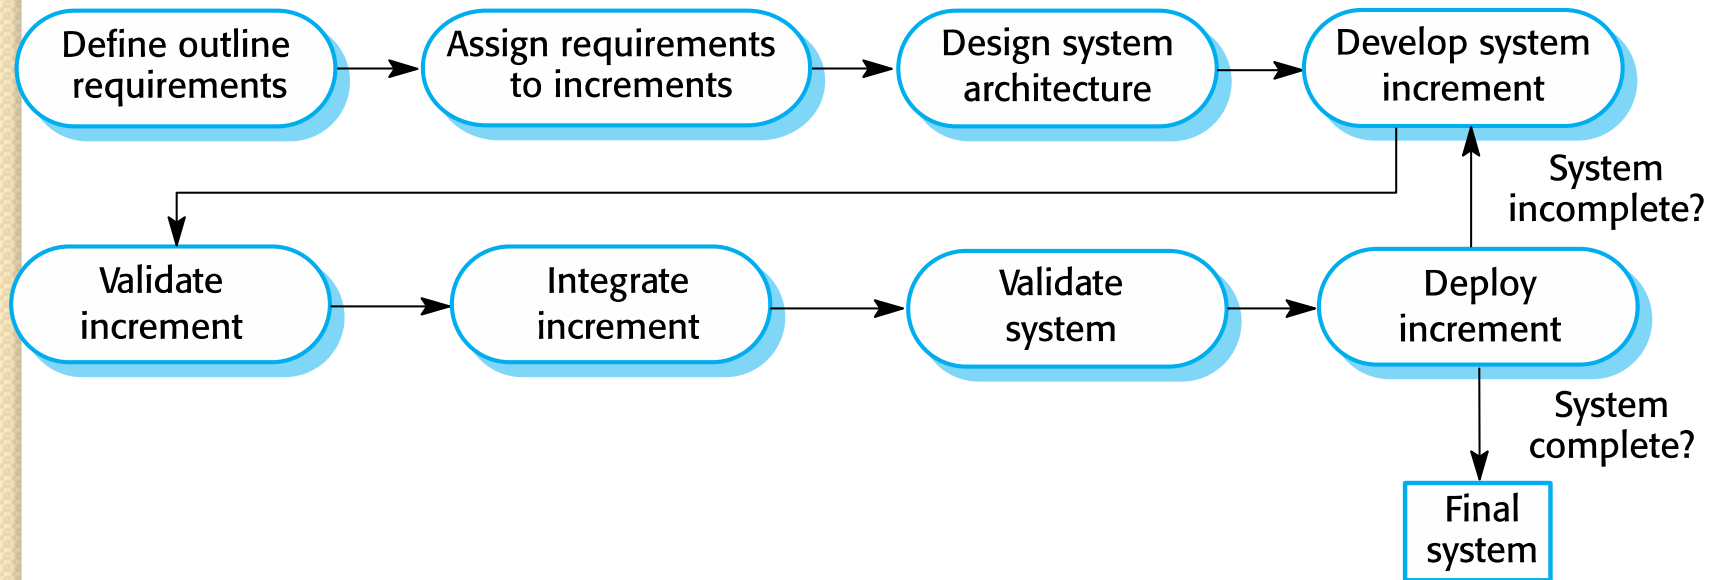 Define outline
requirements
Assign requirements
to increments
Design system
architecture
Develop system
increment
System
incomplete?
Validate
increment
Integrate
increment
Validate
system
Deploy
increment
System
complete?
Final
system